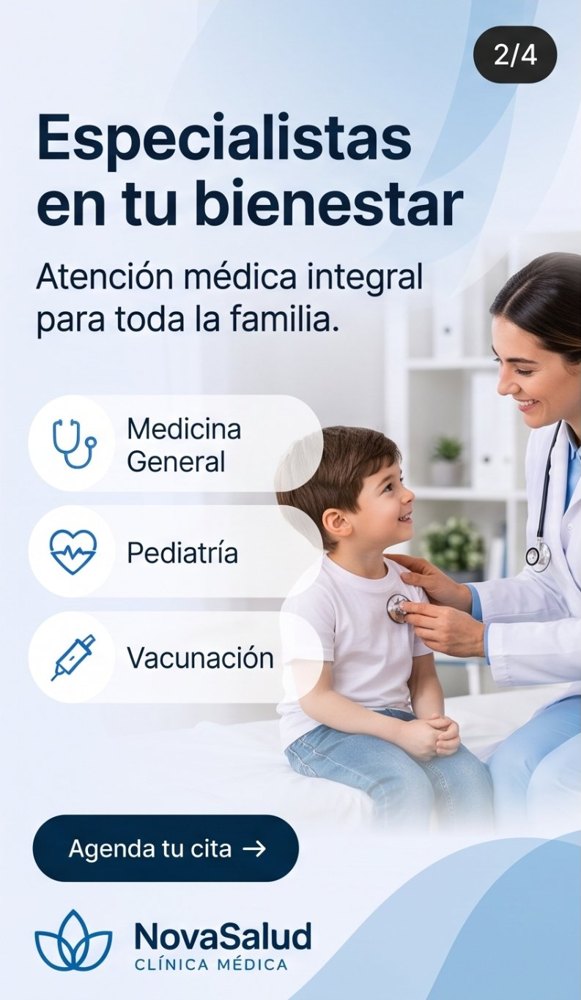 2/4
Especialistas
en tu bienestar
Atención médica integral
para toda la familia.
Medicina
General
Pediatría
Vacunación
Agenda tu cita →
NovaSalud
CLÍNICA MÉDICA